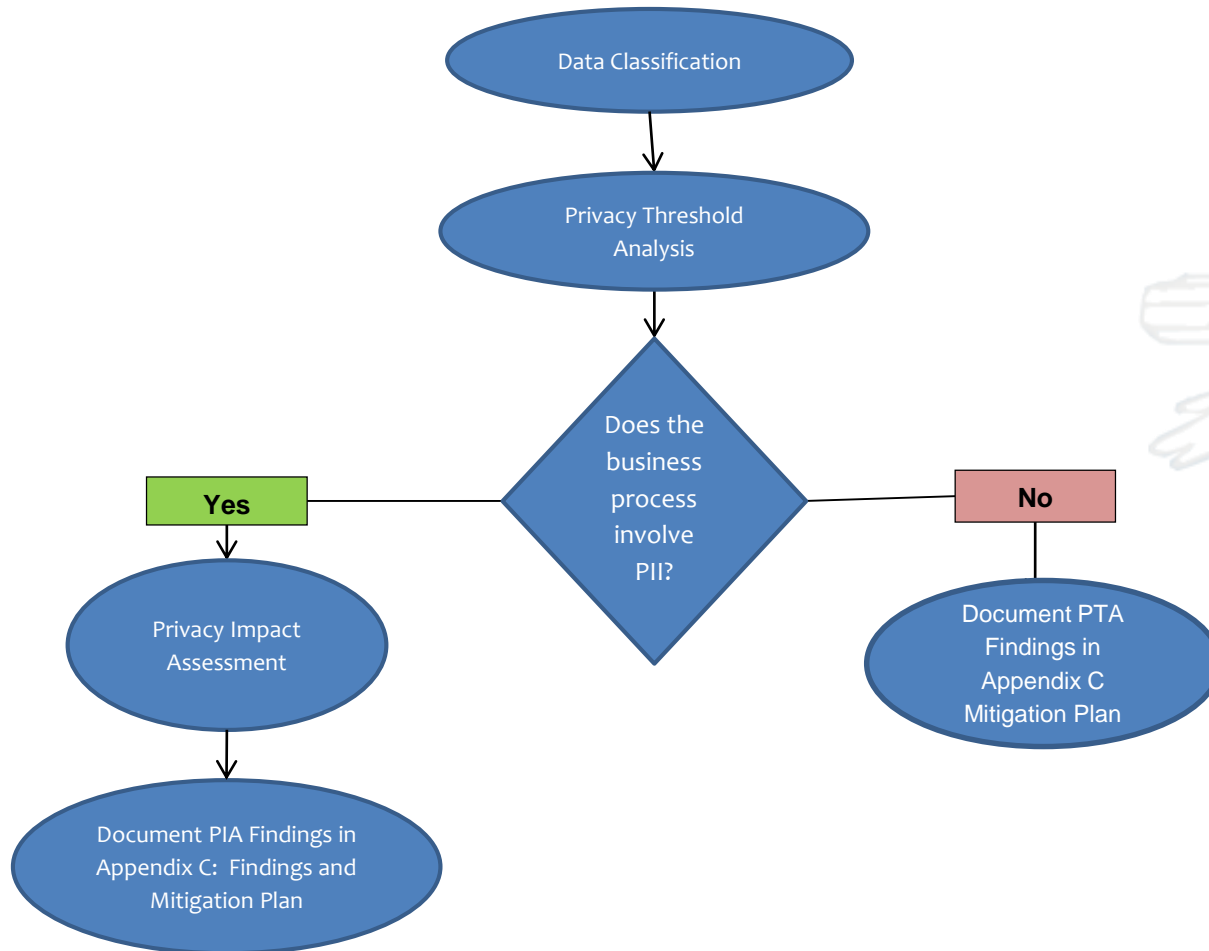 Data Classification
Privacy Threshold
Analysis
Does the
business
process
involve
PII?
Yes
No
Privacy Impact
Assessment
Document PTA
Findings in
Appendix C
Mitigation Plan
Document PIA Findings in
Appendix C:  Findings and
Mitigation Plan